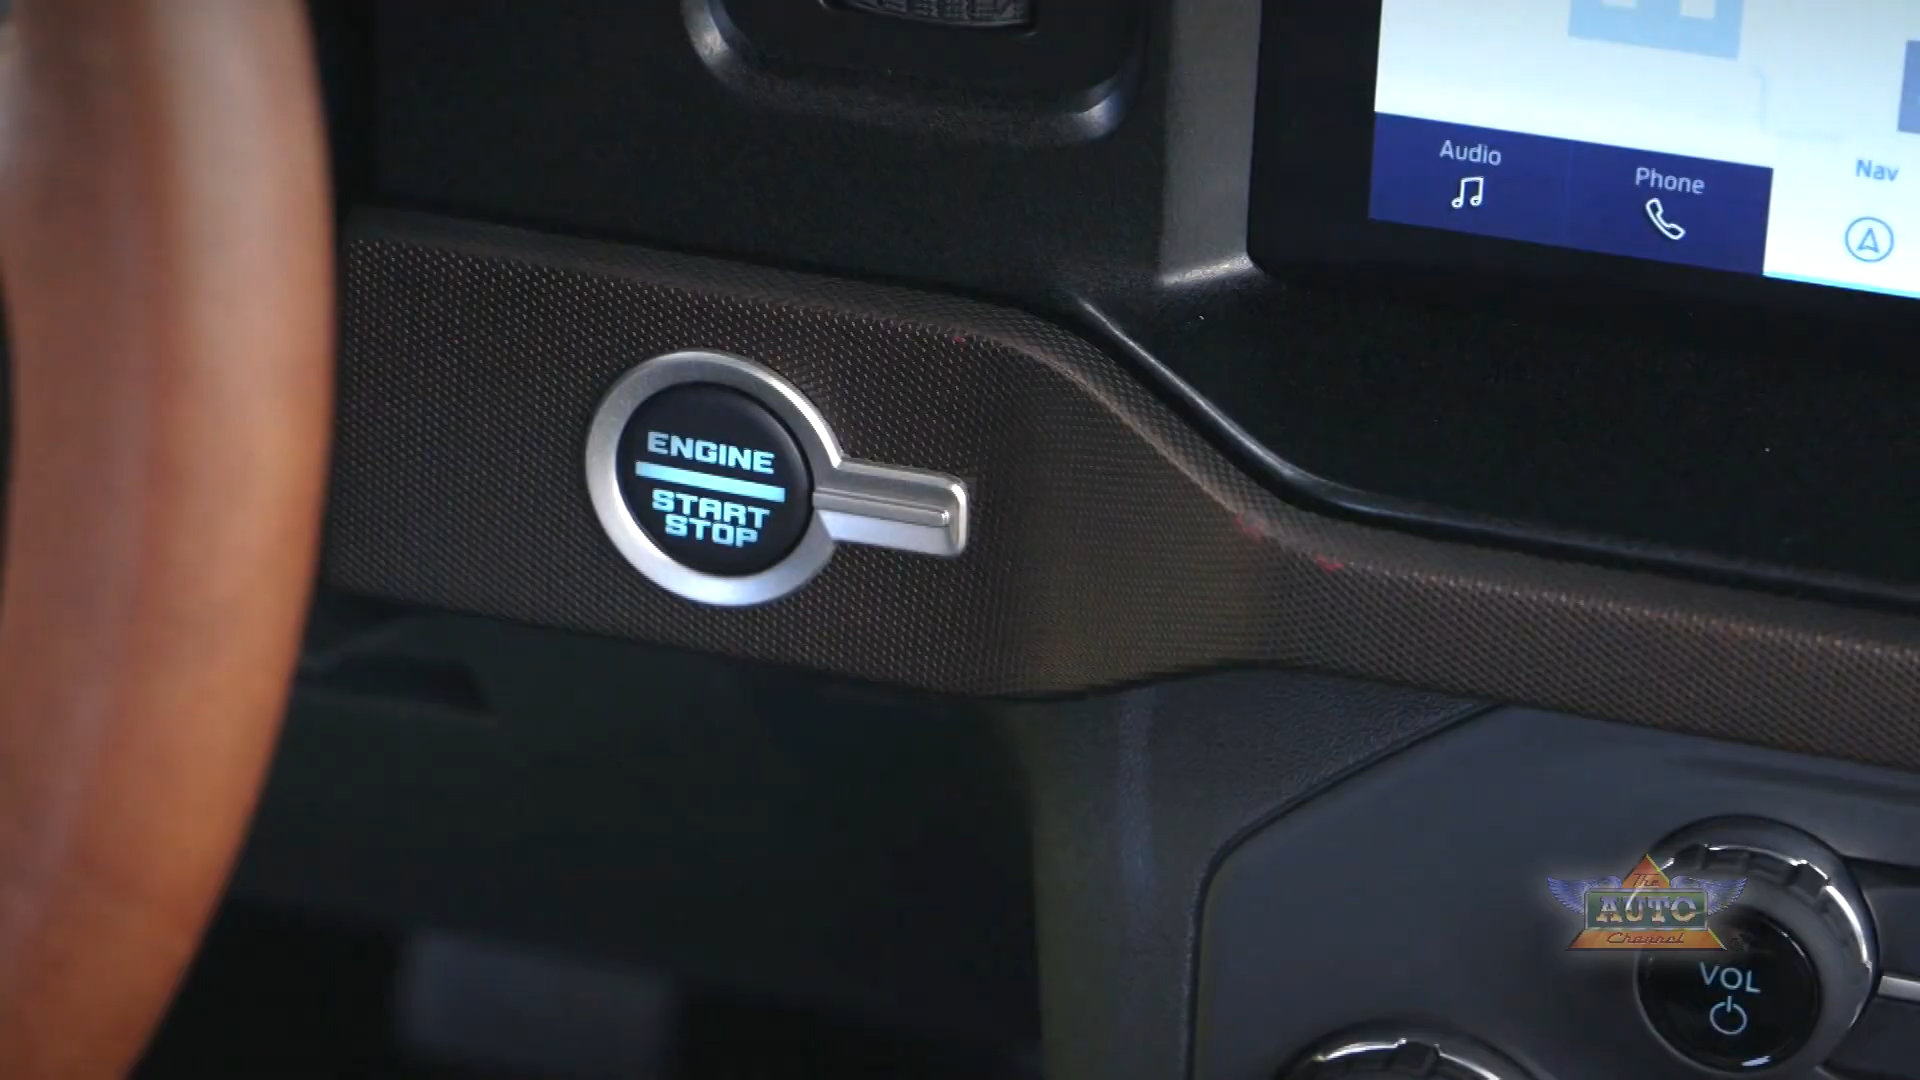 Audio
Phone
Nav
ENGINE
START
STOP
The
AUTO
Channel
VOL